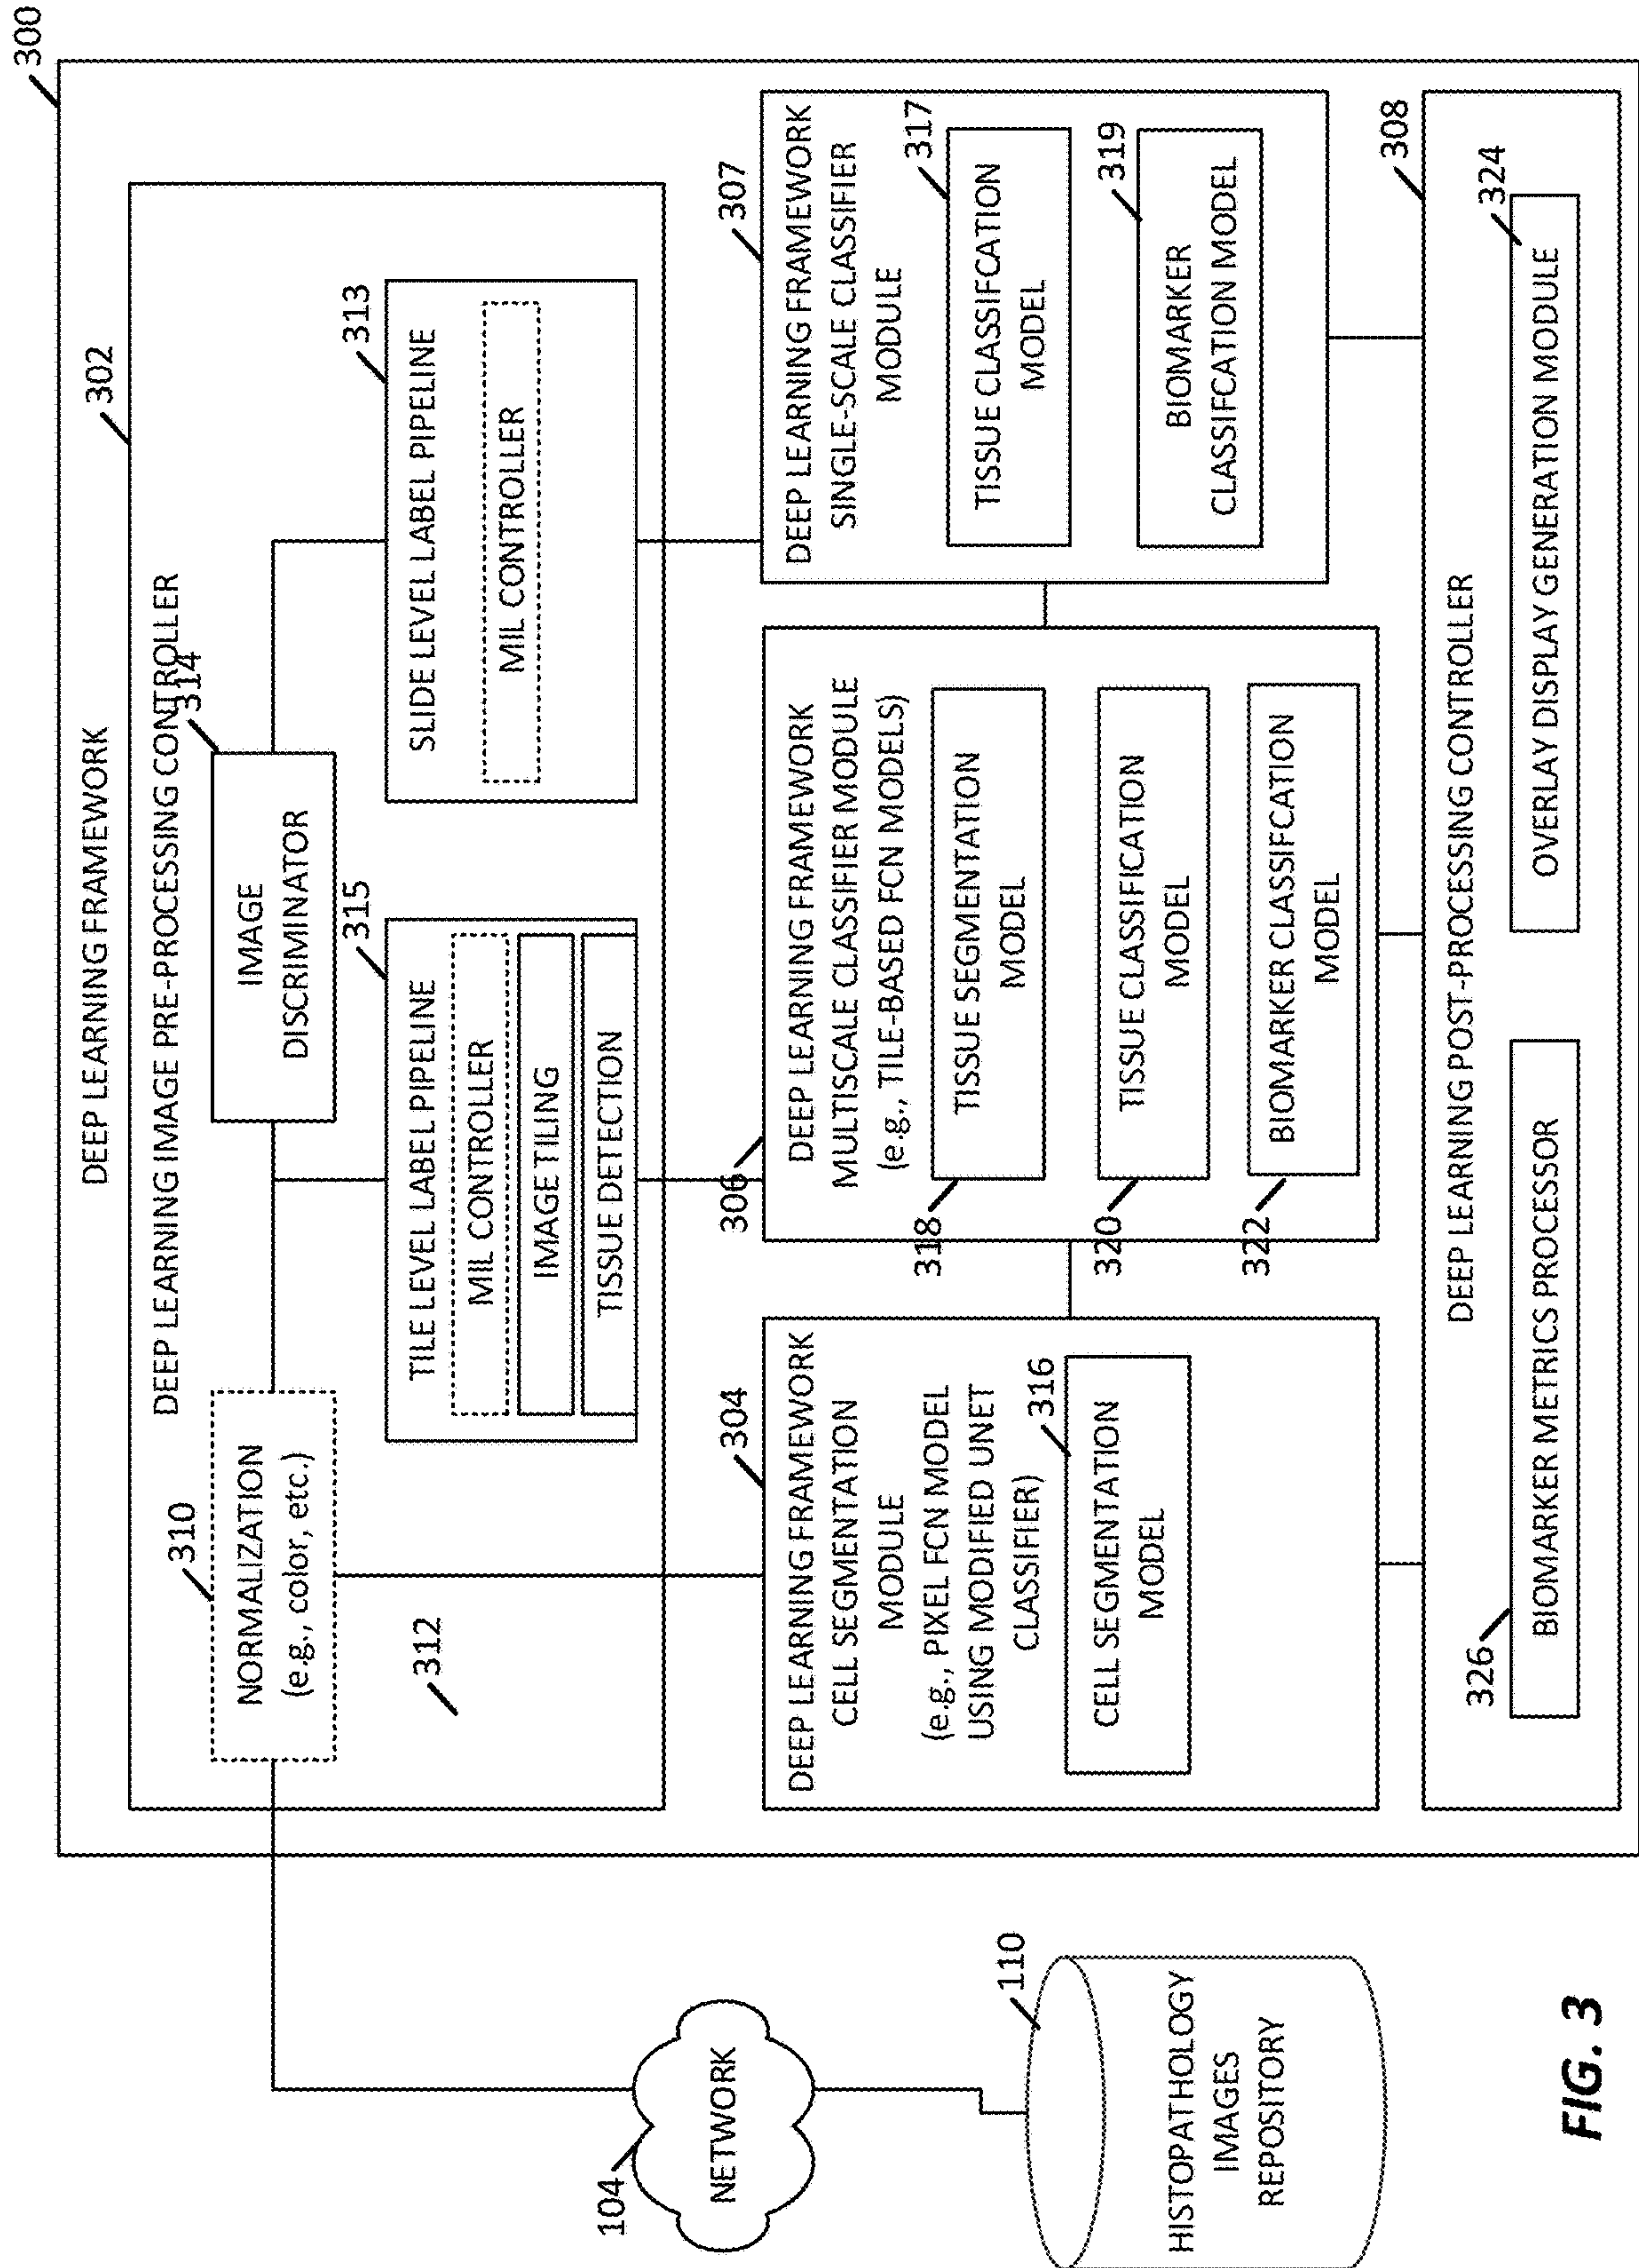 300
DEEP LEARNING FRAMEWORK
302
DEEP LEARNING IMAGE PRE-PROCESSING CONTROLLER
310
NORMALIZATION
(e.g., color, etc.)
312
314
IMAGE
DISCRIMINATOR
315
TILE LEVEL LABEL PIPELINE
MIL CONTROLLER
IMAGE TILING
TISSUE DETECTION
313
SLIDE LEVEL LABEL PIPELINE
MIL CONTROLLER
304
DEEP LEARNING FRAMEWORK
CELL SEGMENTATION
MODULE
(e.g., PIXEL FCN MODEL
USING MODIFIED UNET
CLASSIFIER)
316
CELL SEGMENTATION
MODEL
306
DEEP LEARNING FRAMEWORK
MULTISCALE CLASSIFIER MODULE
(e.g., TILE-BASED FCN MODELS)
318
TISSUE SEGMENTATION
MODEL
320
TISSUE CLASSIFICATION
MODEL
322
BIOMARKER CLASSIFCATION
MODEL
307
DEEP LEARNING FRAMEWORK
SINGLE-SCALE CLASSIFIER
MODULE
317
TISSUE CLASSIFCATION
MODEL
319
BIOMARKER
CLASSIFCATION MODEL
308
DEEP LEARNING POST-PROCESSING CONTROLLER
326
BIOMARKER METRICS PROCESSOR
324
OVERLAY DISPLAY GENERATION MODULE
104
NETWORK
110
HISTOPATHOLOGY
IMAGES
REPOSITORY
FIG. 3